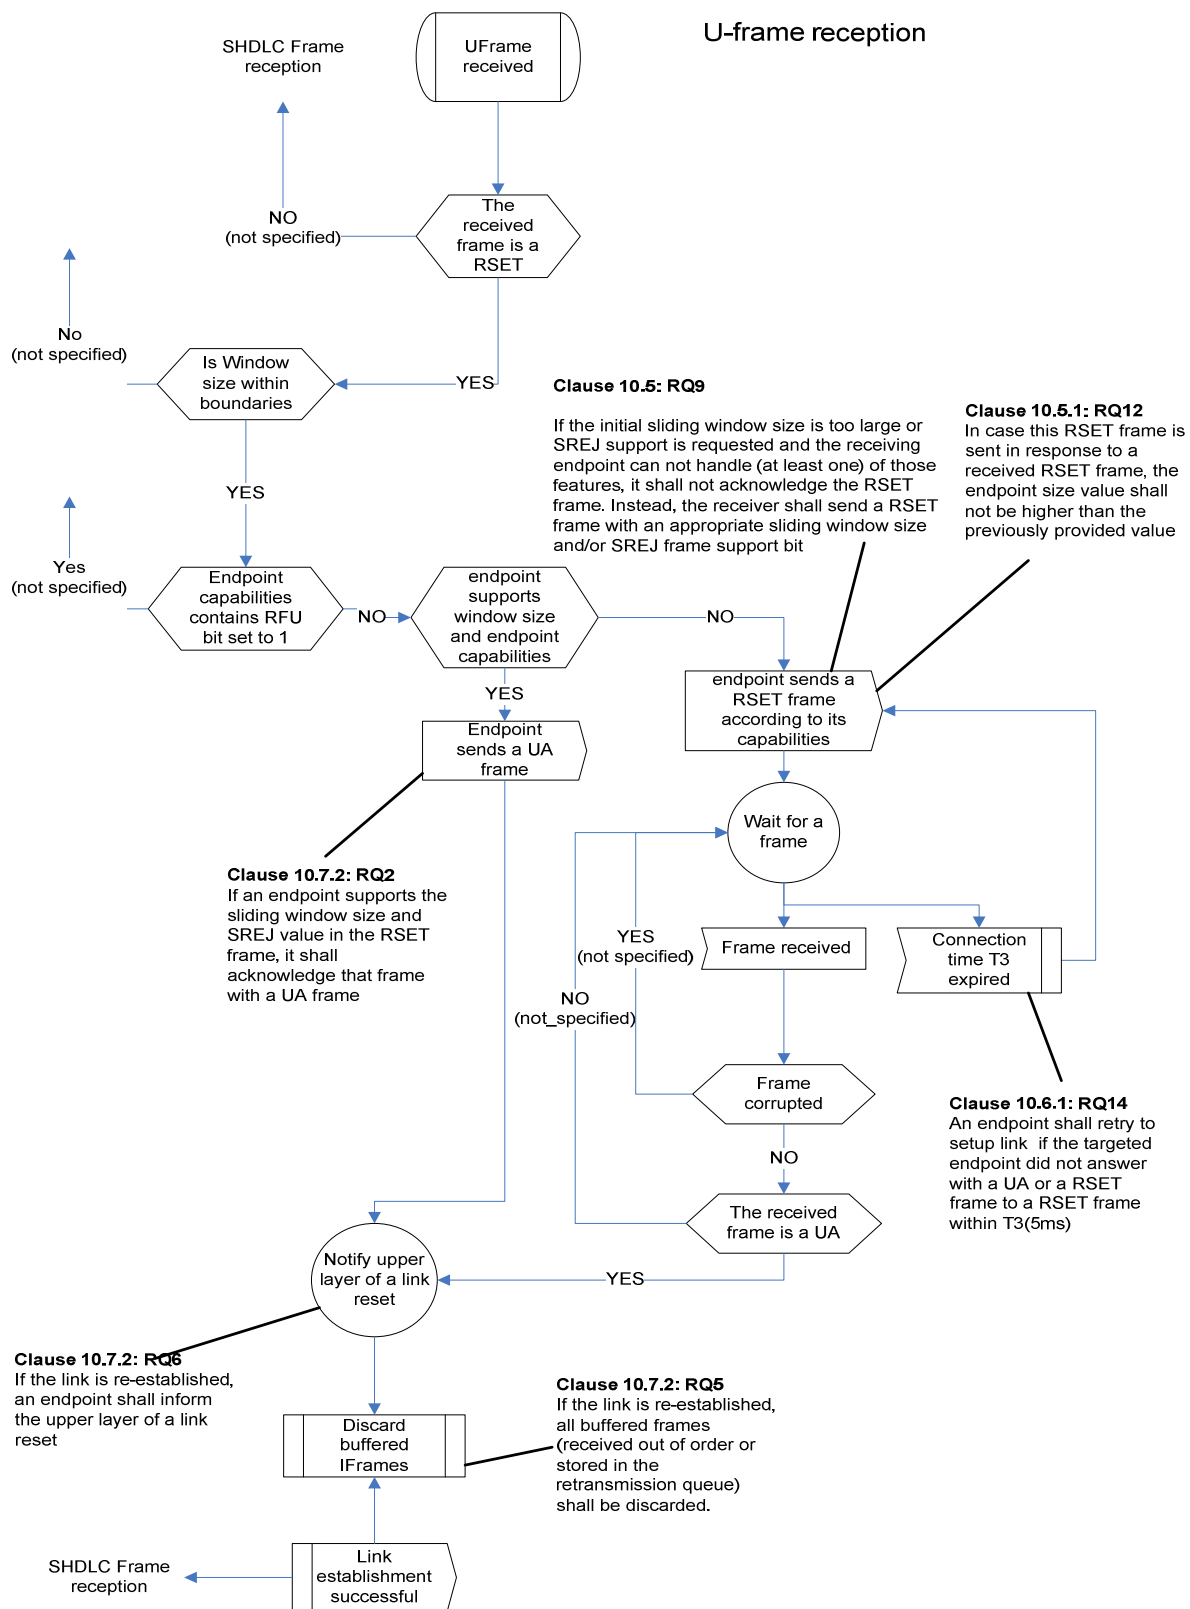 U-frame reception
SHDLC Frame
reception
UFrame
received
The
received
frame is a
RSET
NO
(not specified)
No
(not specified)
Is Window
size within
boundaries
YES
YES
Clause 10.5: RQ9
If the initial sliding window size is too large or
SREJ support is requested and the receiving
endpoint can not handle (at least one) of those
features, it shall not acknowledge the RSET
frame. Instead, the receiver shall send a RSET
frame with an appropriate sliding window size
and/or SREJ frame support bit
Clause 10.5.1: RQ12
In case this RSET frame is
sent in response to a
received RSET frame, the
endpoint size value shall
not be higher than the
previously provided value
Yes
(not specified)
Endpoint
capabilities
contains RFU
bit set to 1
NO
endpoint
supports
window size
and endpoint
capabilities
NO
YES
endpoint sends a
RSET frame
according to its
capabilities
Endpoint
sends a UA
frame
Wait for a
frame
Clause 10.7.2: RQ2
If an endpoint supports the
sliding window size and
SREJ value in the RSET
frame, it shall
acknowledge that frame
with a UA frame
YES
(not specified)
NO
(not_specified)
Frame received
Connection
time T3
expired
Frame
corrupted
NO
Clause 10.6.1: RQ14
An endpoint shall retry to
setup link if the targeted
endpoint did not answer
with a UA or a RSET
frame to a RSET frame
within T3(5ms)
The received
frame is a UA
YES
Notify upper
layer of a link
reset
Clause 10.7.2: RQ6
If the link is re-established,
an endpoint shall inform
the upper layer of a link
reset
Clause 10.7.2: RQ5
If the link is re-established,
all buffered frames
(received out of order or
stored in the
retransmission queue)
shall be discarded.
Discard
buffered
IFrames
SHDLC Frame
reception
Link
establishment
successful